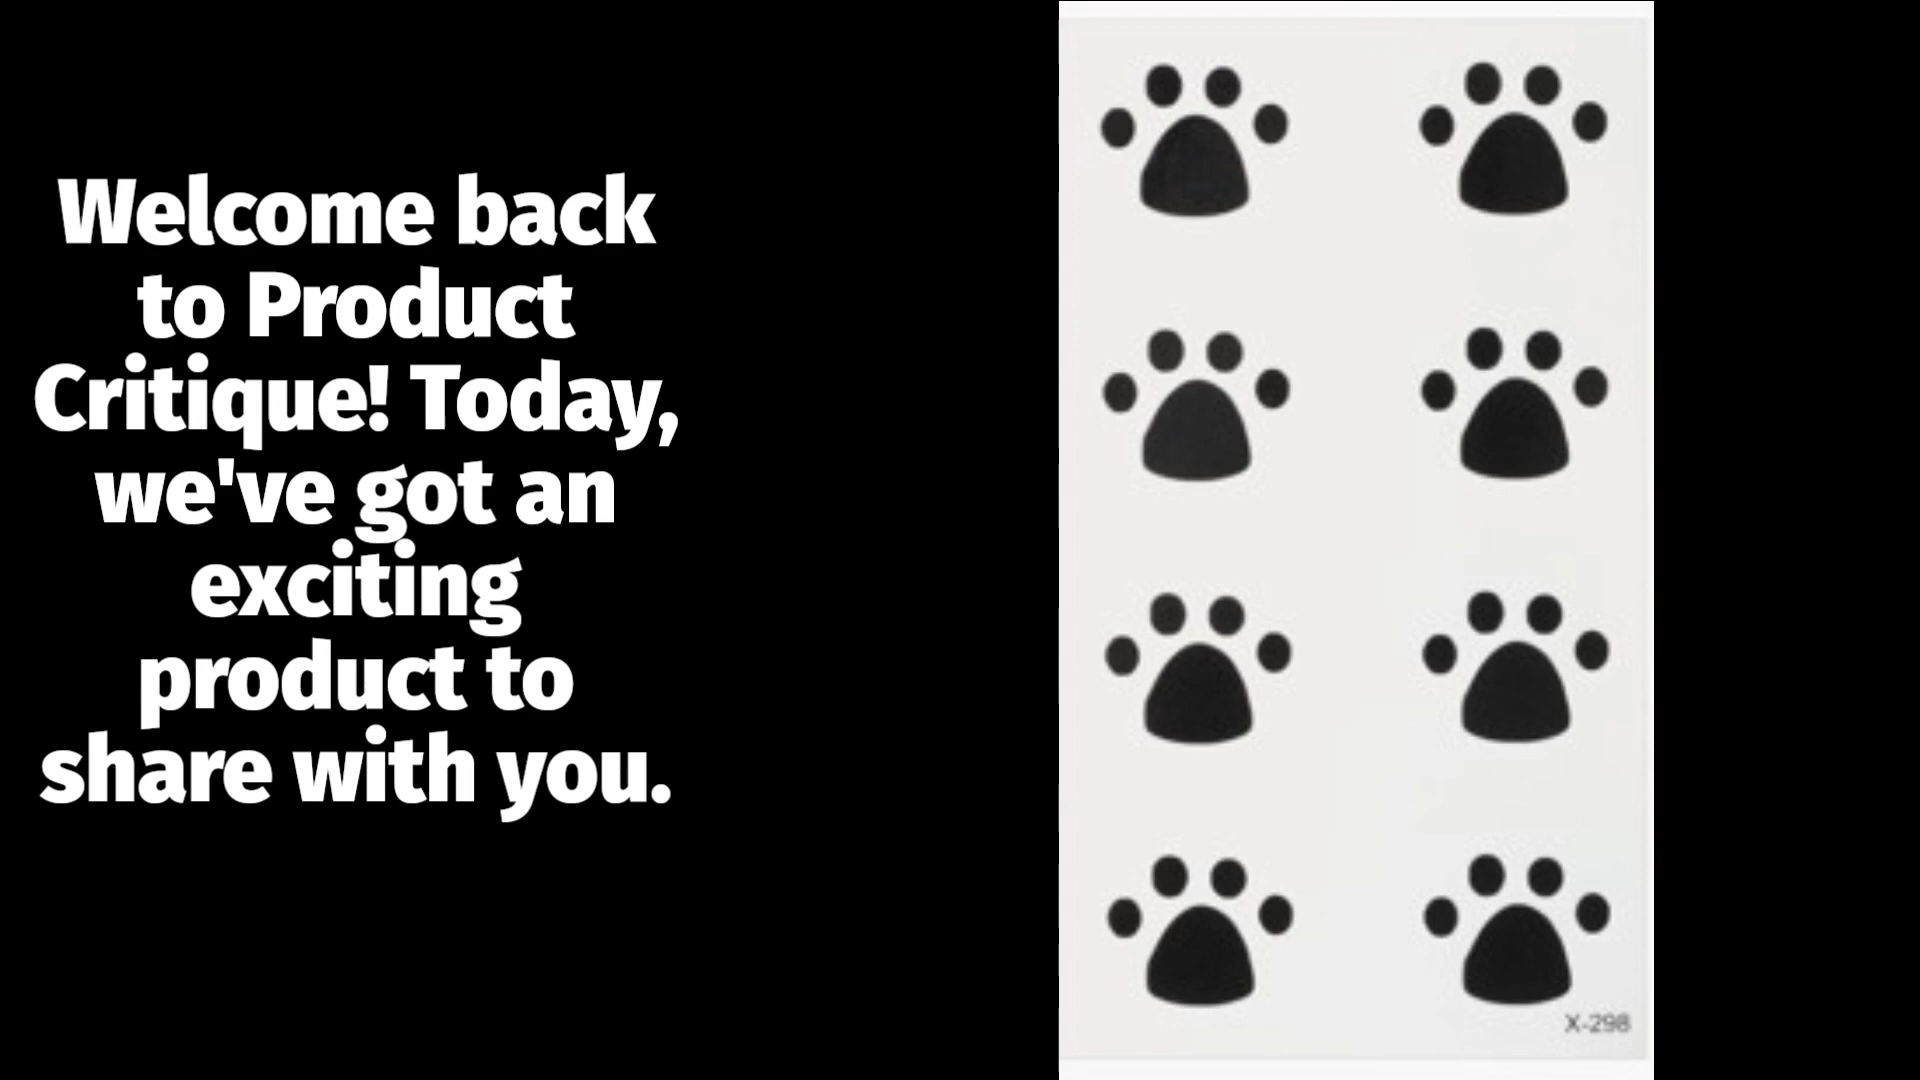 Welcome back
to Product
Critique! Today,
we've got an
exciting
product to
share with you.
X-298